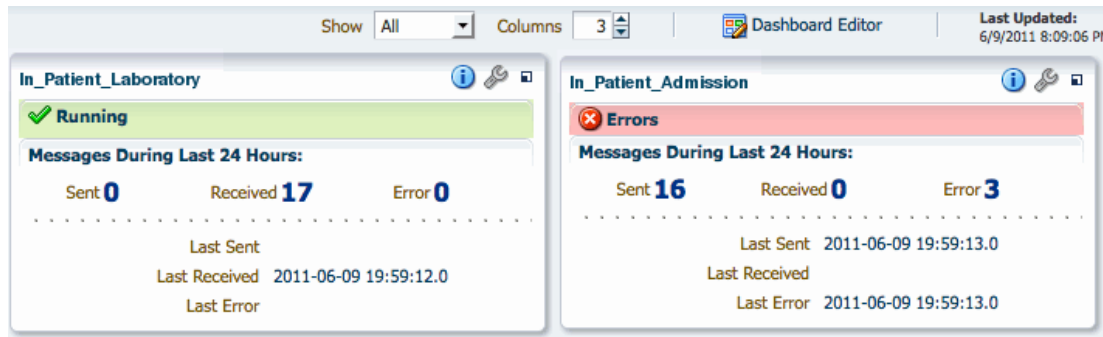 Show All Columns 3 Dashboard Editor Last Updated:
6/9/2011 8:09:06 PM
In_Patient_Laboratory
Running
Messages During Last 24 Hours:
Sent 0 Received 17 Error 0
Last Sent
Last Received 2011-06-09 19:59:12.0
Last Error
In_Patient_Admission
Errors
Messages During Last 24 Hours:
Sent 16 Received 0 Error 3
Last Sent 2011-06-09 19:59:13.0
Last Received
Last Error 2011-06-09 19:59:13.0